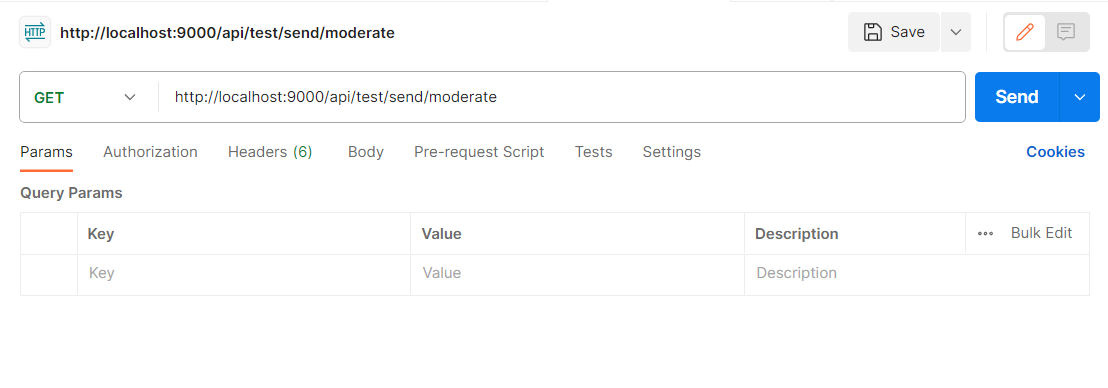 HTTP http://localhost:9000/api/test/send/moderate Save
GET http://localhost:9000/api/test/send/moderate Send
Params Authorization Headers (6) Body Pre-request Script Tests Settings Cookies
Query Params
Key Value Description Bulk Edit
Key Value Description